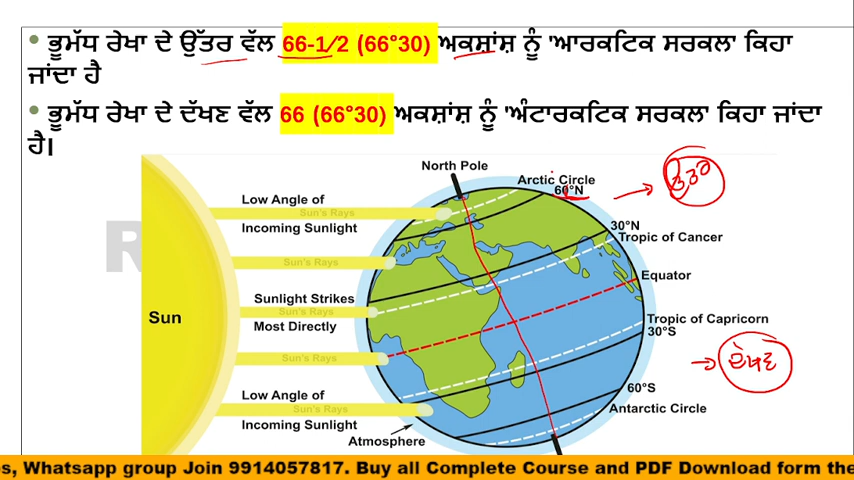 • ਭੂਮੱਧ ਰੇਖਾ ਦੇ ਉੱਤਰ ਵੱਲ 66-1/2 (66°30) ਅਕਸ਼ਾਂਸ਼ ਨੂੰ 'ਆਰਕਟਿਕ ਸਰਕਲ' ਕਿਹਾ
ਜਾਂਦਾ ਹੈ
• ਭੂਮੱਧ ਰੇਖਾ ਦੇ ਦੱਖਣ ਵੱਲ 66 (66°30) ਅਕਸ਼ਾਂਸ਼ ਨੂੰ 'ਅੰਟਾਰਕਟਿਕ ਸਰਕਲ' ਕਿਹਾ ਜਾਂਦਾ
ਹੈ।
North Pole
Arctic Circle
60°N
ਉਤਰ
Low Angle of
Sun's Rays
Incoming Sunlight
30°N
Tropic of Cancer
Sun's Rays
Equator
Sunlight Strikes
Sun's Rays
Most Directly
Sun
Tropic of Capricorn
30°S
Sun's Rays
ਦੱਖਣ
60°S
Low Angle of
Sun's Rays
Incoming Sunlight
Antarctic Circle
Atmosphere
s, Whatsapp group Join 9914057817. Buy all Complete Course and PDF Download form the